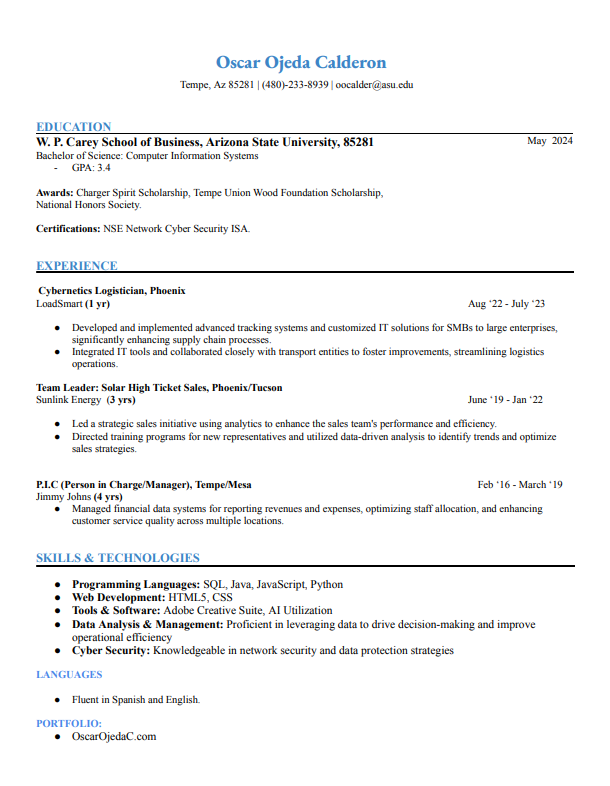 Oscar Ojeda Calderon
Tempe, Az 85281 | (480)-233-8939 | oocalder@asu.edu
EDUCATION
W. P. Carey School of Business, Arizona State University, 85281 May 2024
Bachelor of Science: Computer Information Systems
- GPA: 3.4
Awards: Charger Spirit Scholarship, Tempe Union Wood Foundation Scholarship,
National Honors Society.
Certifications: NSE Network Cyber Security ISA.
EXPERIENCE
Cybernetics Logistician, Phoenix
LoadSmart (1 yr) Aug ‘22 - July ‘23
● Developed and implemented advanced tracking systems and customized IT solutions for SMBs to large enterprises,
significantly enhancing supply chain processes.
● Integrated IT tools and collaborated closely with transport entities to foster improvements, streamlining logistics
operations.
Team Leader: Solar High Ticket Sales, Phoenix/Tucson
Sunlink Energy (3 yrs) June ‘19 - Jan ‘22
● Led a strategic sales initiative using analytics to enhance the sales team's performance and efficiency.
● Directed training programs for new representatives and utilized data-driven analysis to identify trends and optimize
sales strategies.
P.I.C (Person in Charge/Manager), Tempe/Mesa Feb ‘16 - March ‘19
Jimmy Johns (4 yrs)
● Managed financial data systems for reporting revenues and expenses, optimizing staff allocation, and enhancing
customer service quality across multiple locations.
SKILLS & TECHNOLOGIES
● Programming Languages: SQL, Java, JavaScript, Python
● Web Development: HTML5, CSS
● Tools & Software: Adobe Creative Suite, AI Utilization
● Data Analysis & Management: Proficient in leveraging data to drive decision-making and improve
operational efficiency
● Cyber Security: Knowledgeable in network security and data protection strategies
LANGUAGES
● Fluent in Spanish and English.
PORTFOLIO:
● OscarOjedaC.com